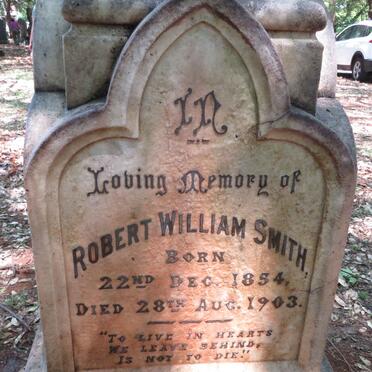 In
Loving Memory of
ROBERT WILLIAM SMITH,
BORN
22ND DEC. 1854,
DIED 28TH AUG. 1903.
"TO LIVE IN HEARTS
WE LEAVE BEHIND,
IS NOT TO DIE."